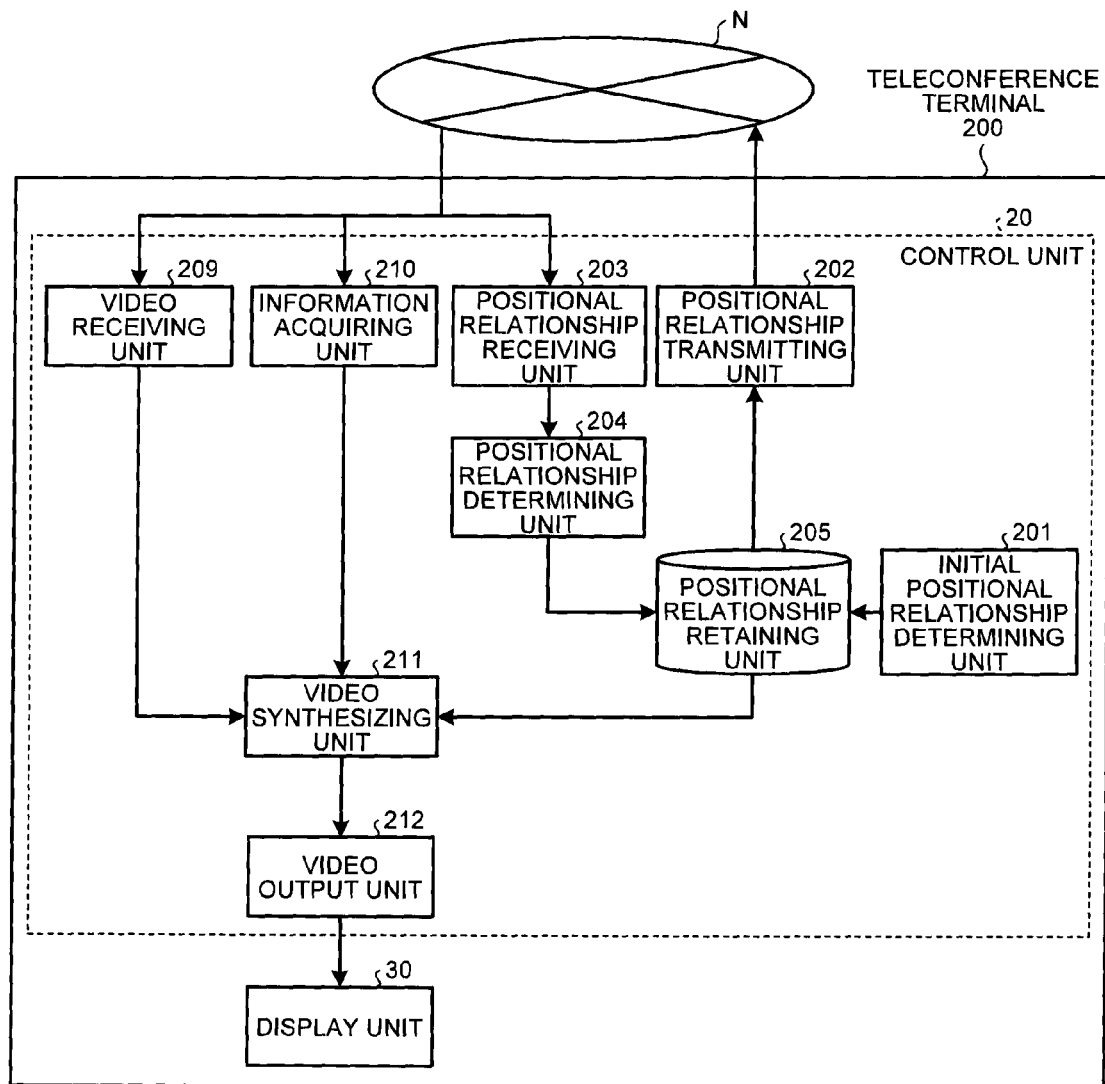 N
TELECONFERENCE
TERMINAL
200
20
CONTROL UNIT
209
VIDEO
RECEIVING
UNIT
210
INFORMATION
ACQUIRING
UNIT
203
POSITIONAL
RELATIONSHIP
RECEIVING
UNIT
202
POSITIONAL
RELATIONSHIP
TRANSMITTING
UNIT
204
POSITIONAL
RELATIONSHIP
DETERMINING
UNIT
205
POSITIONAL
RELATIONSHIP
RETAINING
UNIT
201
INITIAL
POSITIONAL
RELATIONSHIP
DETERMINING
UNIT
211
VIDEO
SYNTHESIZING
UNIT
212
VIDEO
OUTPUT UNIT
30
DISPLAY UNIT